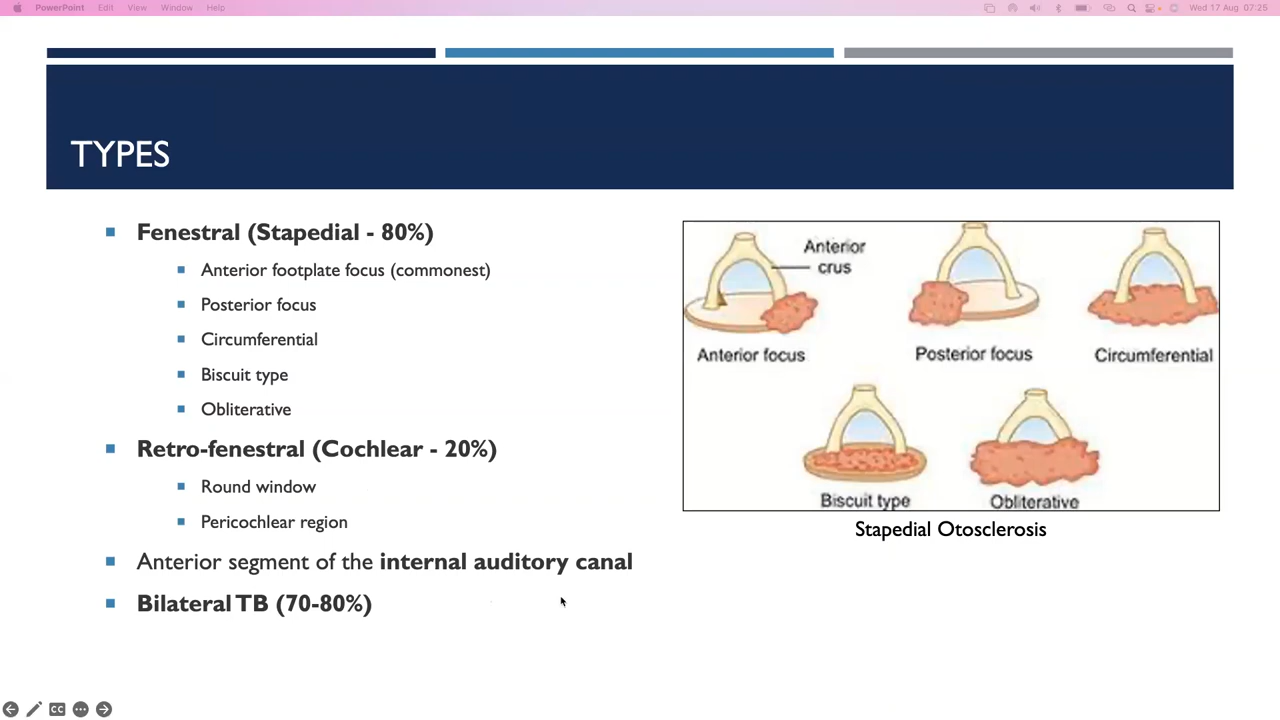 PowerPoint Edit View Window Help Wed 17 Aug 07:25
TYPES
Fenestral (Stapedial - 80%)
Anterior footplate focus (commonest)
Posterior focus
Circumferential
Biscuit type
Obliterative
Retro-fenestral (Cochlear - 20%)
Round window
Pericochlear region
Anterior segment of the internal auditory canal
Bilateral TB (70-80%)
Anterior
crus
Anterior focus
Posterior focus
Circumferential
Biscuit type
Obliterative
Stapedial Otosclerosis
CC